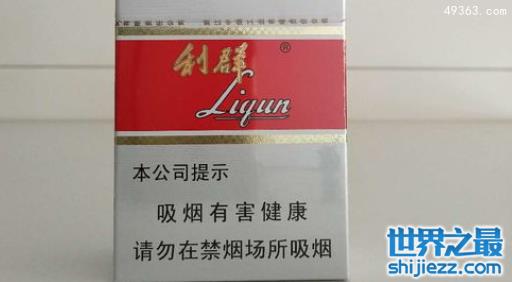 49363.com
利群®
Liqun
本公司提示
吸烟有害健康
请勿在禁烟场所吸烟
世界之最
shijiezz.com